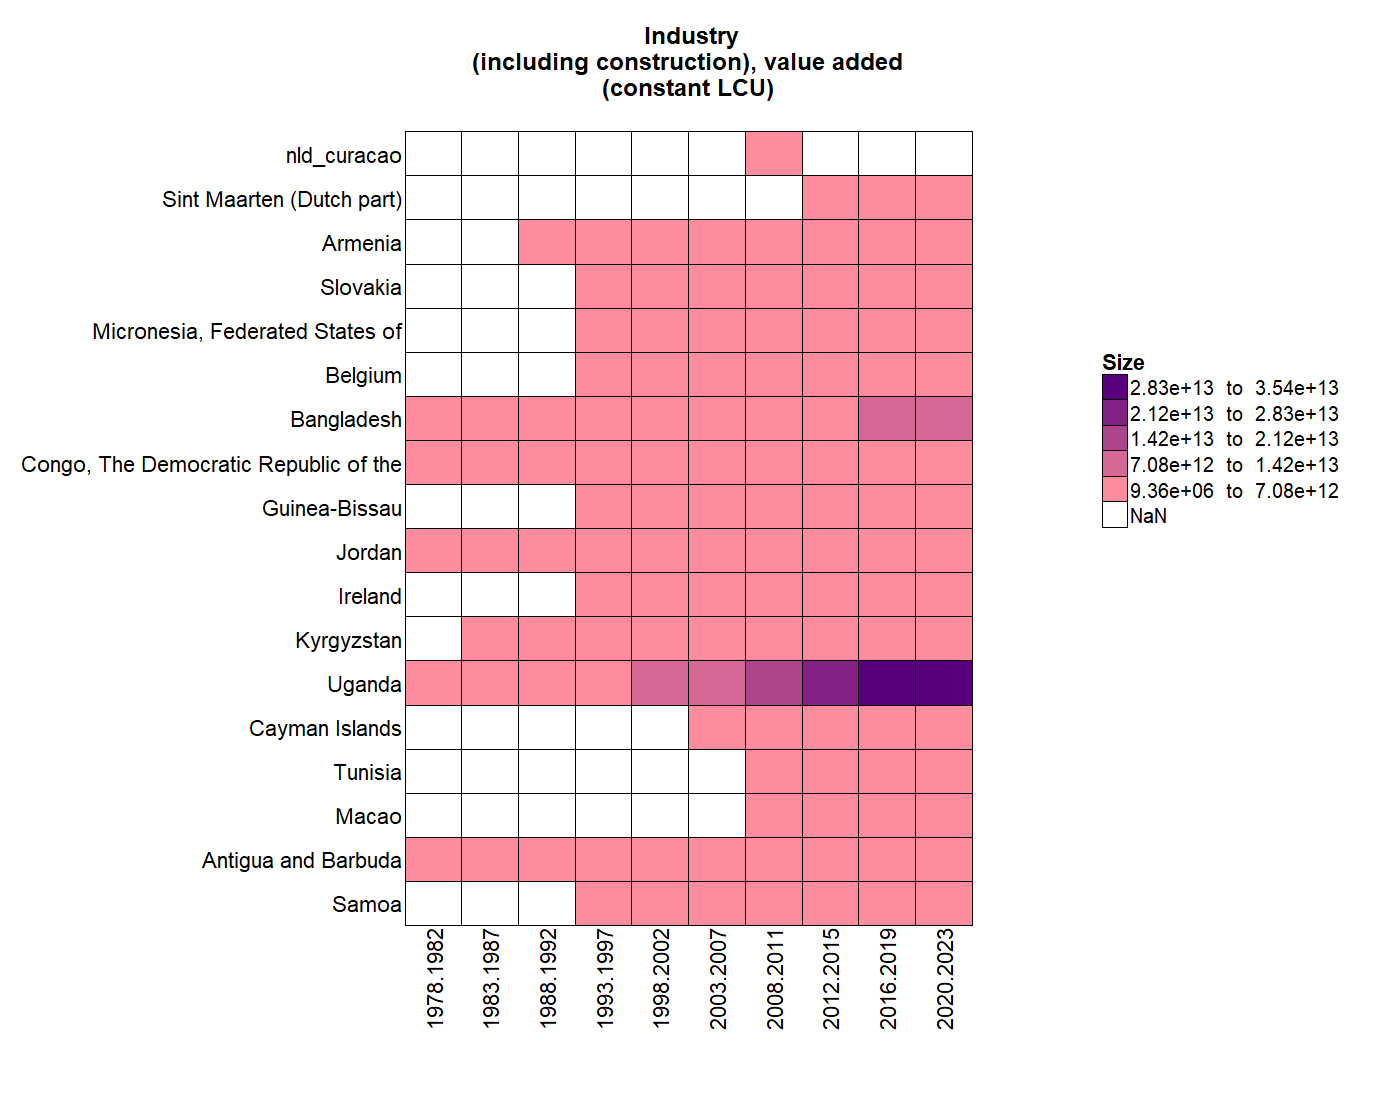 Industry
(including construction), value added
(constant LCU)
nld_curacao
Sint Maarten (Dutch part)
Armenia
Slovakia
Micronesia, Federated States of
Belgium
Bangladesh
Congo, The Democratic Republic of the
Guinea-Bissau
Jordan
Ireland
Kyrgyzstan
Uganda
Cayman Islands
Tunisia
Macao
Antigua and Barbuda
Samoa
1978.1982
1983.1987
1988.1992
1993.1997
1998.2002
2003.2007
2008.2011
2012.2015
2016.2019
2020.2023
Size
2.83e+13 to 3.54e+13
2.12e+13 to 2.83e+13
1.42e+13 to 2.12e+13
7.08e+12 to 1.42e+13
9.36e+06 to 7.08e+12
NaN